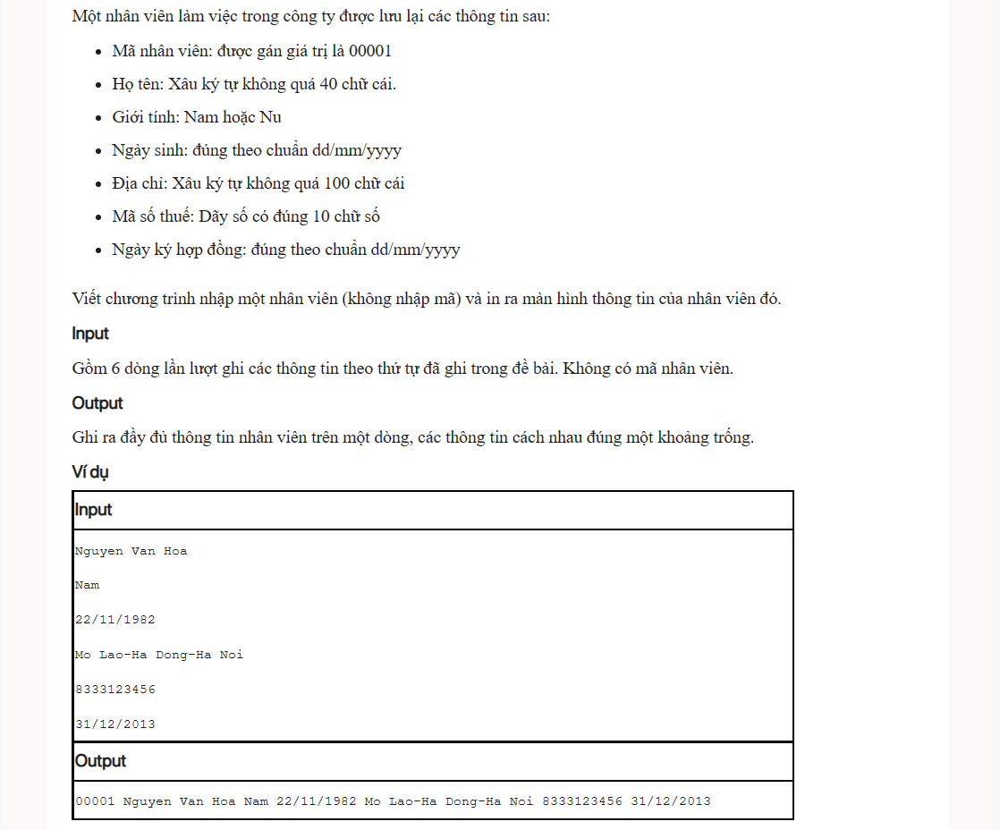 Một nhân viên làm việc trong công ty được lưu lại các thông tin sau:
Mã nhân viên: được gán giá trị là 00001
Họ tên: Xâu ký tự không quá 40 chữ cái.
Giới tính: Nam hoặc Nu
Ngày sinh: đúng theo chuẩn dd/mm/yyyy
Địa chỉ: Xâu ký tự không quá 100 chữ cái
Mã số thuế: Dãy số có đúng 10 chữ số
Ngày ký hợp đồng: đúng theo chuẩn dd/mm/yyyy
Viết chương trình nhập một nhân viên (không nhập mã) và in ra màn hình thông tin của nhân viên đó.
Input
Gồm 6 dòng lần lượt ghi các thông tin theo thứ tự đã ghi trong đề bài. Không có mã nhân viên.
Output
Ghi ra đầy đủ thông tin nhân viên trên một dòng, các thông tin cách nhau đúng một khoảng trống.
Ví dụ
Input
Nguyen Van Hoa
Nam
22/11/1982
Mo Lao-Ha Dong-Ha Noi
8333123456
31/12/2013
Output
00001 Nguyen Van Hoa Nam 22/11/1982 Mo Lao-Ha Dong-Ha Noi 8333123456 31/12/2013